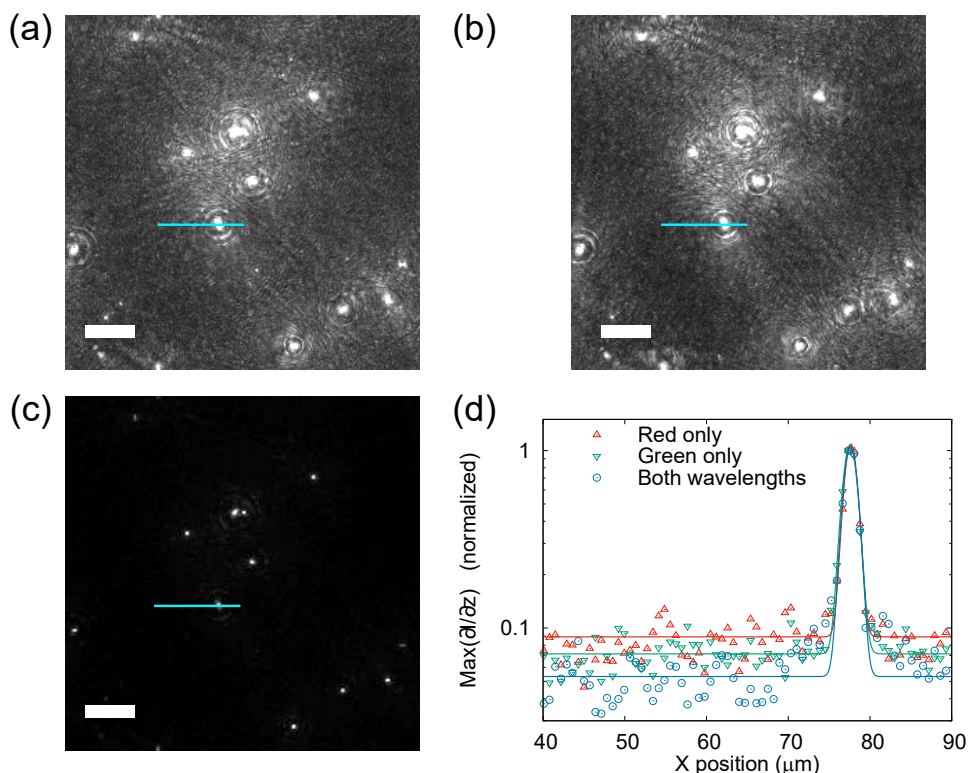 (a)
(b)
(c)
(d)
Red only
Green only
Both wavelengths
Max(∂I/∂z) (normalized)
1
0.1
40 50 60 70 80 90
X position (μm)